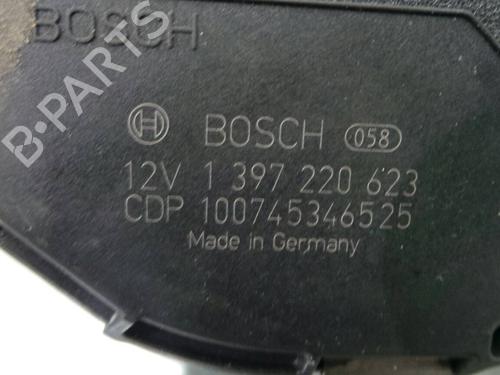 BOSCH
B-PARTS
BOSCH 058
12V 1 397 220 623
CDP 100745346525
Made in Germany